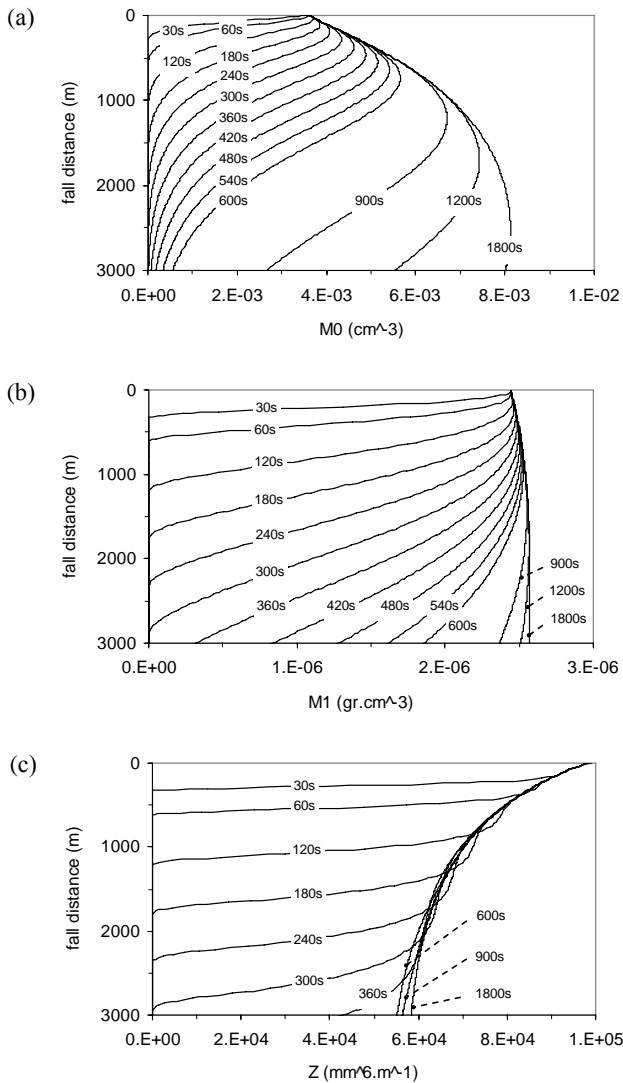 (a)
0
1000
2000
3000
fall distance (m)
30s
60s
120s
180s
240s
300s
360s
420s
480s
540s
600s
900s
1200s
1800s
0.E+00
2.E-03
4.E-03
6.E-03
8.E-03
1.E-02
M0 (cm^-3)
(b)
0
1000
2000
3000
fall distance (m)
30s
60s
120s
180s
240s
300s
360s
420s
480s
540s
600s
900s
1200s
1800s
0.E+00
1.E-06
2.E-06
3.E-06
M1 (gr.cm^-3)
(c)
0
1000
2000
3000
fall distance (m)
30s
60s
120s
180s
240s
300s
360s
600s
900s
1800s
0.E+00
2.E+04
4.E+04
6.E+04
8.E+04
1.E+05
Z (mm^6.m^-1)